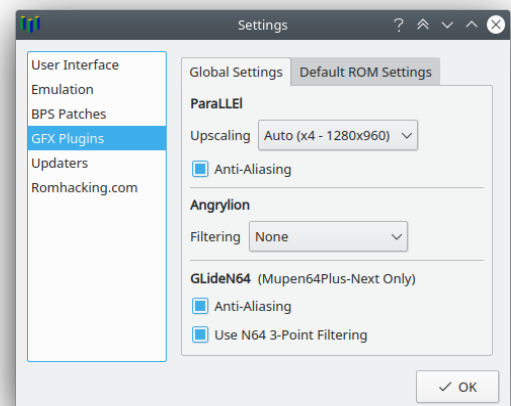 Settings
User Interface
Emulation
BPS Patches
GFX Plugins
Updaters
Romhacking.com
Global Settings
Default ROM Settings
ParaLLEl
Upscaling Auto (x4 - 1280x960)
Anti-Aliasing
Angrylion
Filtering None
GLideN64 (Mupen64Plus-Next Only)
Anti-Aliasing
Use N64 3-Point Filtering
OK